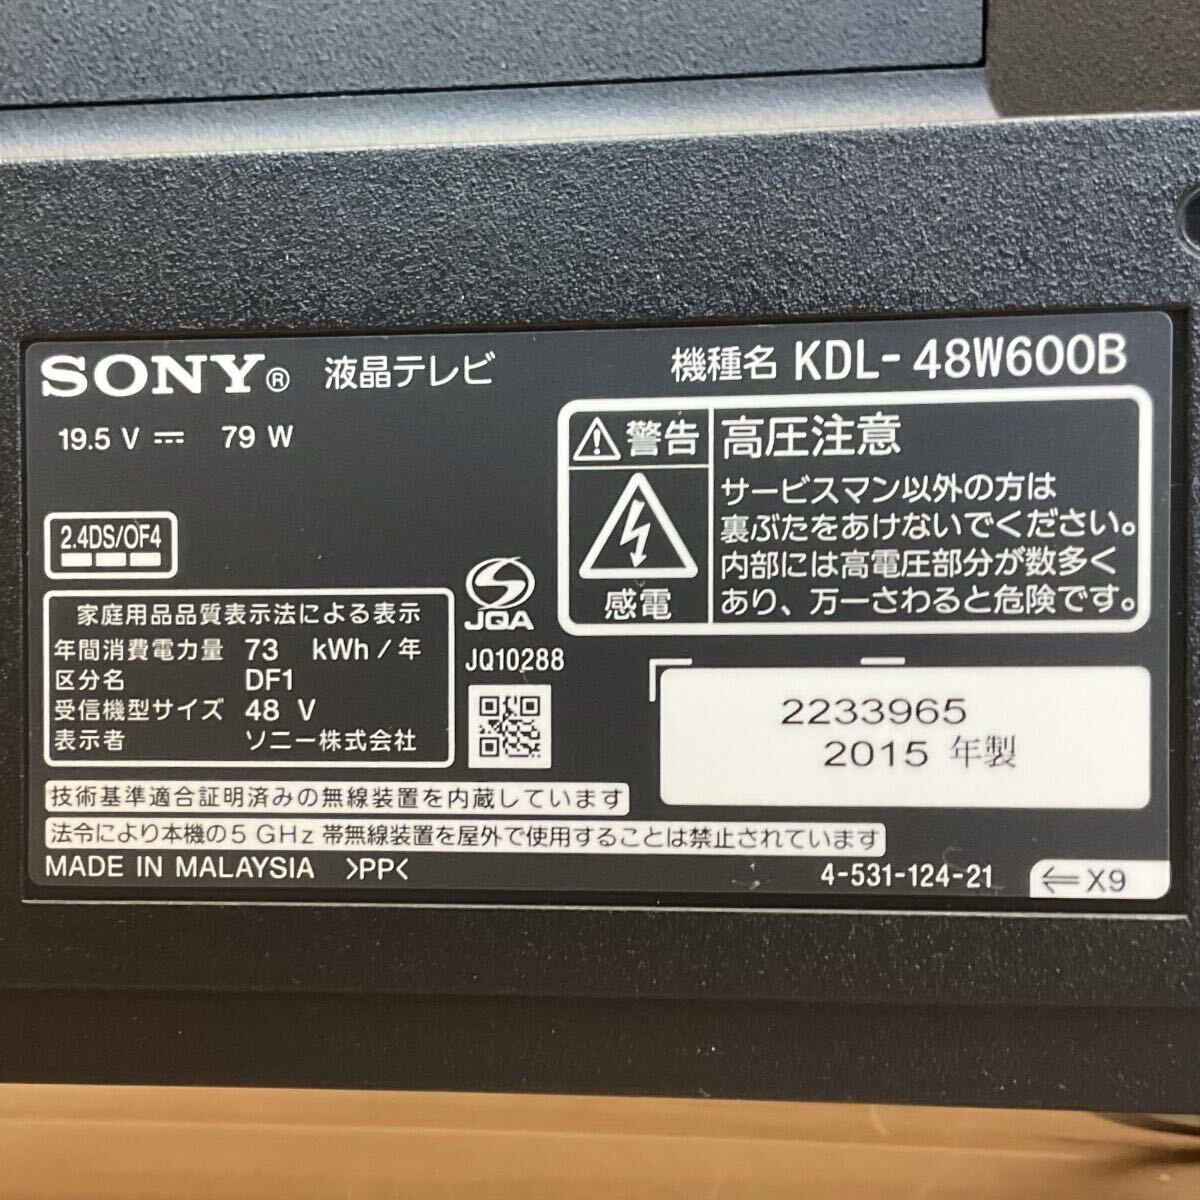 SONY® 液晶テレビ
機種名 KDL-48W600B
19.5 V ⎓ 79 W
警告
高圧注意
感電
サービスマン以外の方は
裏ぶたをあけないでください。
内部には高電圧部分が数多く
あり、万一さわると危険です。
2.4DS/OF4
家庭用品品質表示法による表示
年間消費電力量 73 kWh/年
区分名 DF1
受信機型サイズ 48 V
表示者 ソニー株式会社
JQA
JQ10288
2233965
2015 年製
技術基準適合証明済みの無線装置を内蔵しています
法令により本機の5 GHz 帯無線装置を屋外で使用することは禁止されています
MADE IN MALAYSIA >PP<
4-531-124-21
⇐X9